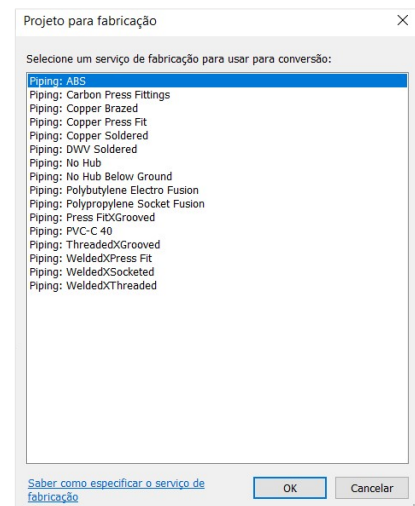 Projeto para fabricação
Selecione um serviço de fabricação para usar para conversão:
Piping: ABS
Piping: Carbon Press Fittings
Piping: Copper Brazed
Piping: Copper Press Fit
Piping: Copper Soldered
Piping: DWV Soldered
Piping: No Hub
Piping: No Hub Below Ground
Piping: Polybutylene Electro Fusion
Piping: Polypropylene Socket Fusion
Piping: Press FitXGrooved
Piping: PVC-C 40
Piping: ThreadedXGrooved
Piping: WeldedXPress Fit
Piping: WeldedXSocketed
Piping: WeldedXThreaded
Saber como especificar o serviço de
fabricação
OK
Cancelar